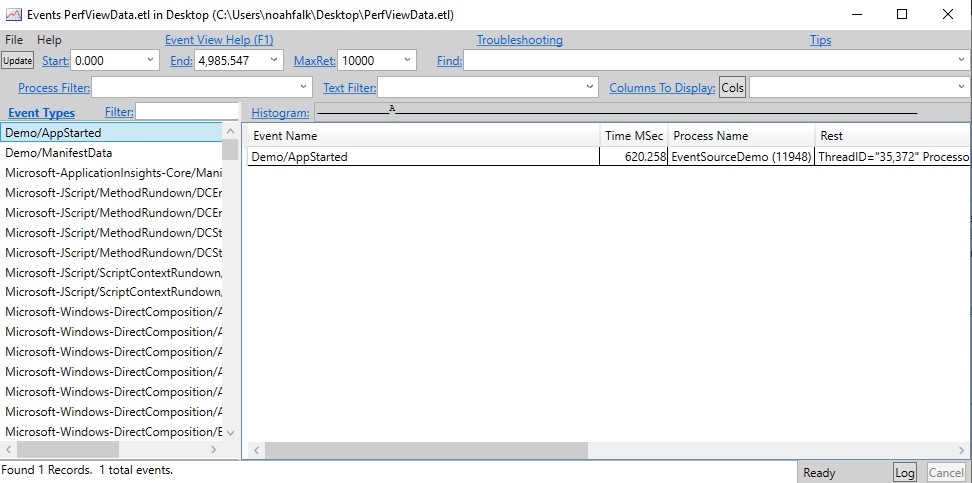 Events PerfViewData.etl in Desktop (C:\Users\noahfalk\Desktop\PerfViewData.etl)
File Help Event View Help (F1) Troubleshooting Tips
Update Start: 0.000 End: 4,985.547 MaxRet: 10000 Find:
Process Filter: Text Filter: Columns To Display: Cols
Event Types Filter: Histogram: A
Event Name Time MSec Process Name Rest
Demo/AppStarted 620.258 EventSourceDemo (11948) ThreadID="35,372" Processo
Demo/AppStarted
Demo/ManifestData
Microsoft-ApplicationInsights-Core/Mani
Microsoft-JScript/MethodRundown/DCEr
Microsoft-JScript/MethodRundown/DCEr
Microsoft-JScript/MethodRundown/DCSt
Microsoft-JScript/MethodRundown/DCSt
Microsoft-JScript/ScriptContextRundown,
Microsoft-JScript/ScriptContextRundown,
Microsoft-Windows-DirectComposition/A
Microsoft-Windows-DirectComposition/A
Microsoft-Windows-DirectComposition/A
Microsoft-Windows-DirectComposition/A
Microsoft-Windows-DirectComposition/A
Microsoft-Windows-DirectComposition/A
Microsoft-Windows-DirectComposition/E
Found 1 Records. 1 total events. Ready Log Cancel